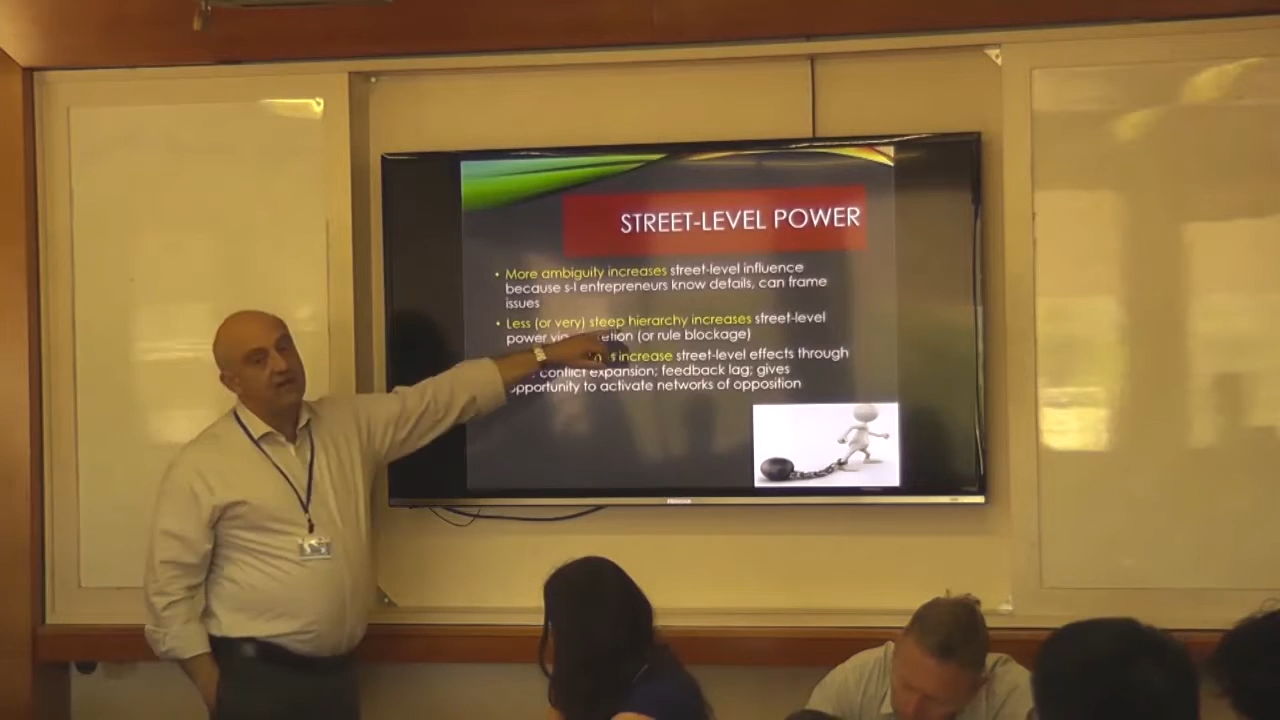 STREET-LEVEL POWER
• More ambiguity increases street-level influence
because s-l entrepreneurs know details, can frame
issues
• Less (or very) steep hierarchy increases street-level
power (or rule blockage)
increase street-level effects through
conflict expansion; feedback lag; gives
opportunity to activate networks of opposition
Hisense